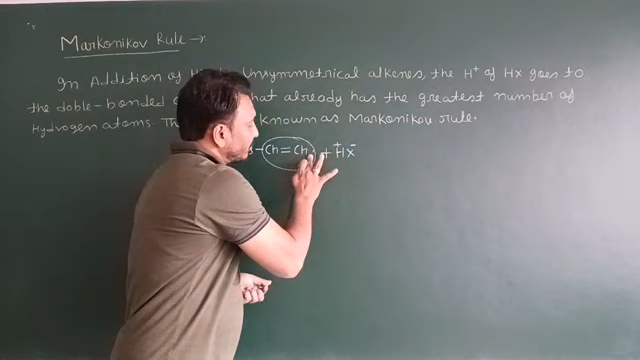 Markonikov Rule →
In Addition of H Unsymmetrical alkenes, the H+ of Hx goes to
the doble-bonded that already has the greatest number of
Hydrogen atoms. known as Markonikov rule.
-Ch=Ch + H+x-